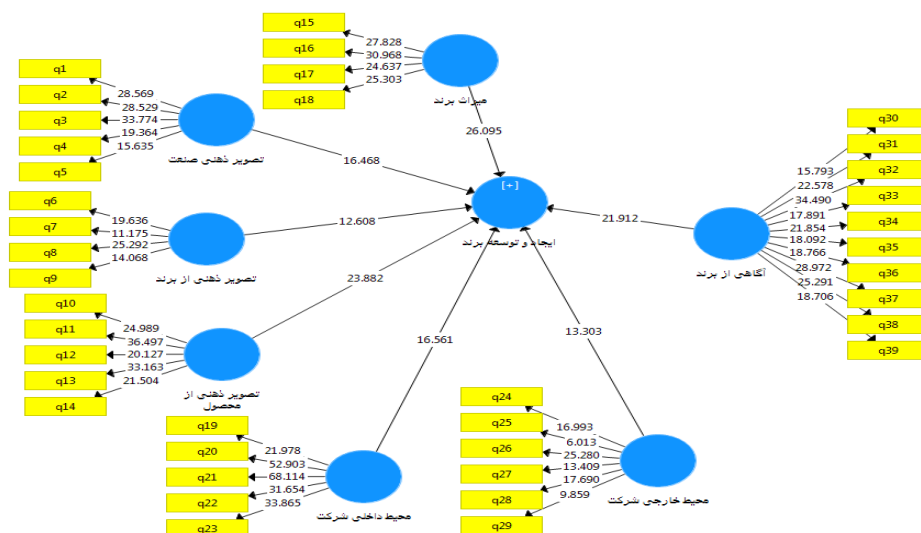 q15
q16
q17
q18
27.828
30.968
24.637
25.303
میراث برند
26.095
q1
q2
q3
q4
q5
28.569
28.529
33.774
19.364
15.635
تصویر ذهنی صنعت
16.468
q6
q7
q8
q9
19.636
11.175
25.292
14.068
تصویر ذهنی از برند
12.608
q10
q11
q12
q13
q14
24.989
36.497
20.127
33.163
21.504
تصویر ذهنی از
محصول
23.882
[+]
ایجاد و توسعه برند
21.912
q30
q31
q32
q33
q34
q35
q36
q37
q38
q39
15.793
22.578
34.490
17.891
21.854
18.092
18.766
28.972
25.291
18.706
آگاهی از برند
q19
q20
q21
q22
q23
21.978
52.903
68.114
31.654
33.865
محیط داخلی شرکت
16.561
q24
q25
q26
q27
q28
q29
16.993
6.013
25.280
13.409
17.690
9.859
محیط خارجی شرکت
13.303